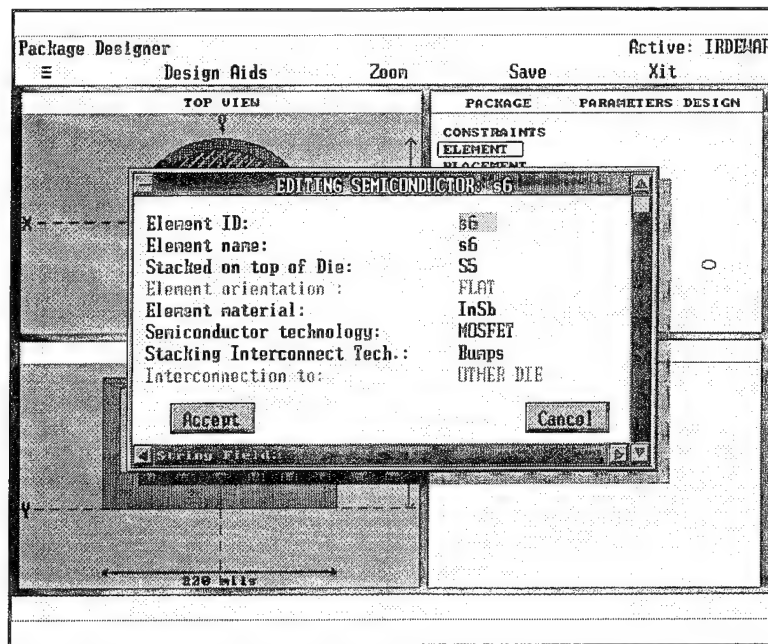 Package Designer Active: IRDEWAR
≡ Design Aids Zoom Save Xit
TOP VIEW
PACKAGE PARAMETERS DESIGN
CONSTRAINTS
ELEMENT
PLACEMENT
EDITING SEMICONDUCTOR: s6
X
Element ID: s6
Element name: s6
Stacked on top of Die: S5
Element orientation : FLAT
Element material: InSb
Semiconductor technology: MOSFET
Stacking Interconnect Tech.: Bumps
Interconnection to: OTHER DIE
Accept Cancel
String Field:
Y
220 mils